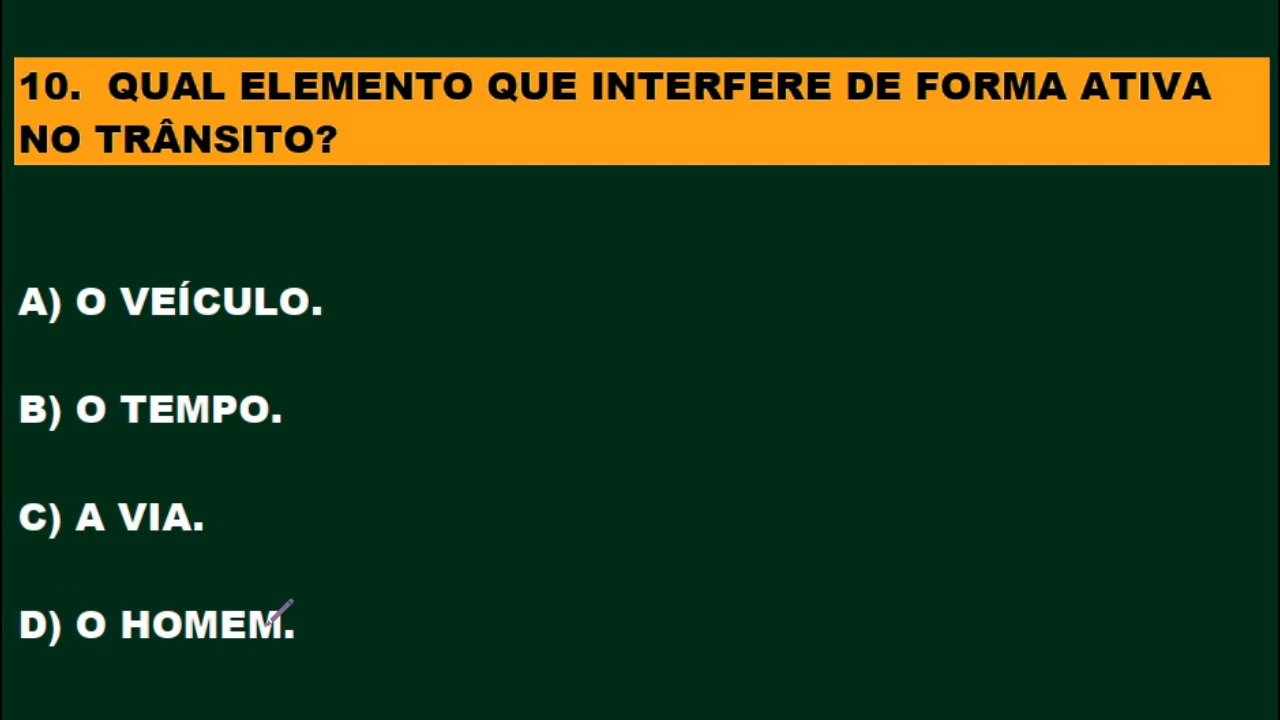 10. QUAL ELEMENTO QUE INTERFERE DE FORMA ATIVA
NO TRÂNSITO?
A) O VEÍCULO.
B) O TEMPO.
C) A VIA.
D) O HOMEM.